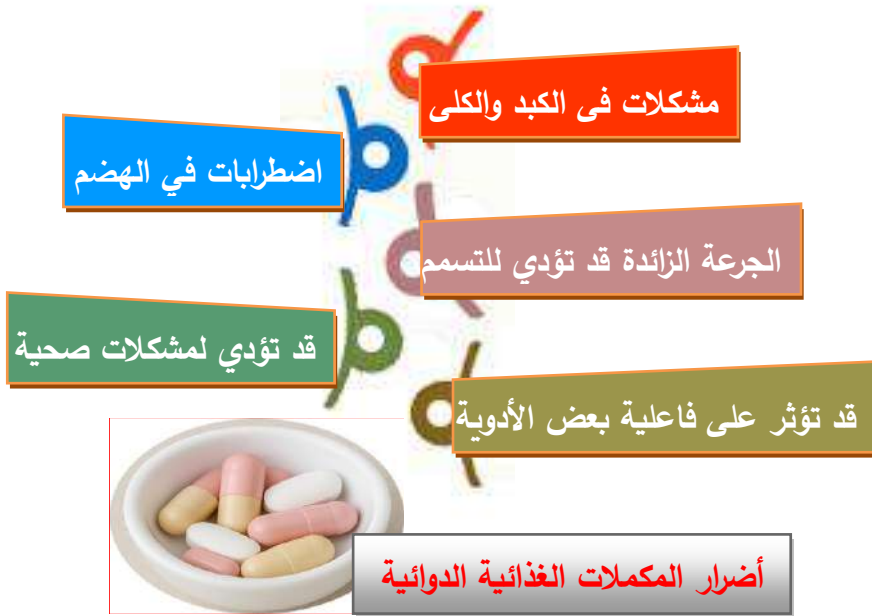 مشكلات فى الكبد والكلى
اضطرابات في الهضم
الجرعة الزائدة قد تؤدي للتسمم
قد تؤدي لمشكلات صحية
قد تؤثر على فاعلية بعض الأدوية
أضرار المكملات الغذائية الدوائية